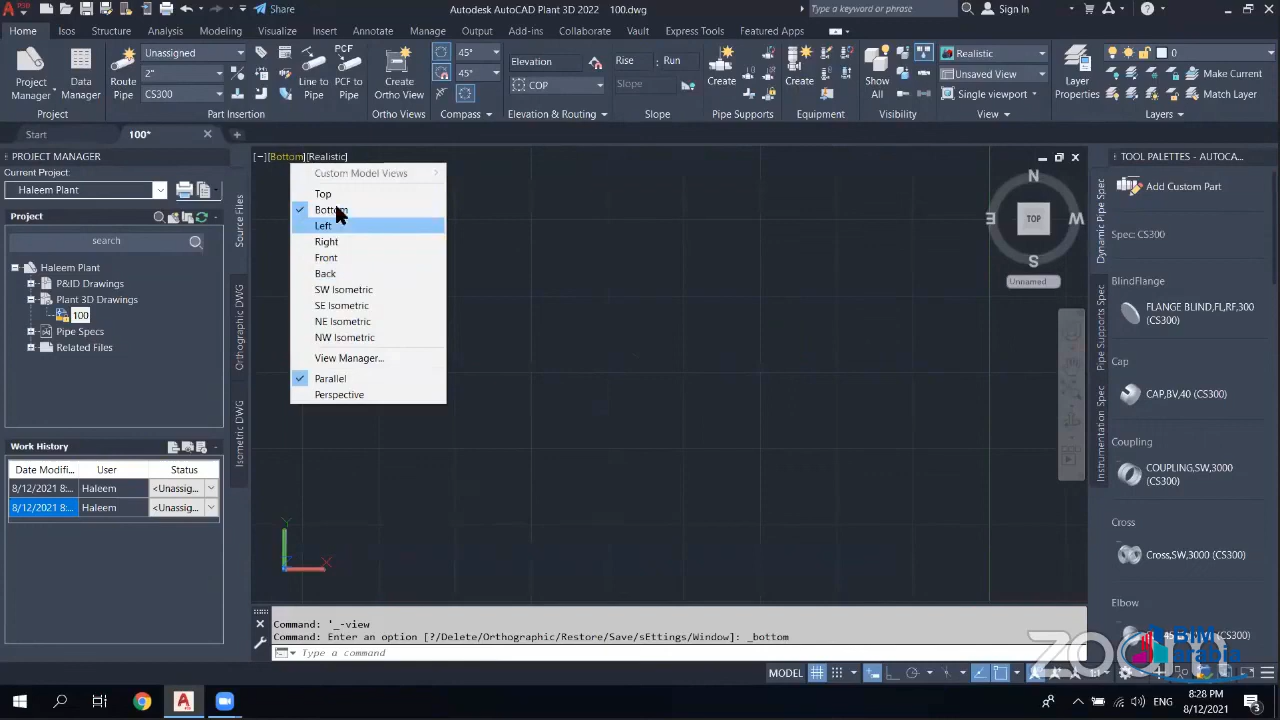 Autodesk AutoCAD Plant 3D 2022 100.dwg
Type a keyword or phrase
Sign In
Home Isos Structure Analysis Modeling Visualize Insert Annotate Manage Output Add-ins Collaborate Vault Express Tools Featured Apps
Project Manager
Data Manager
Project
Route Pipe
Unassigned
2"
CS300
Line to Pipe
PCF to Pipe
Part Insertion
Create Ortho View
Ortho Views
45°
45°
Compass
Elevation
COP
Elevation & Routing
Rise Run
Slope
Slope
Create
Pipe Supports
Create
Equipment
Show All
Visibility
Realistic
Unsaved View
Single viewport
View
Layer Properties
0
Make Current
Match Layer
Layers
Start
100*
PROJECT MANAGER
Current Project:
Haleem Plant
Project
search
Haleem Plant
P&ID Drawings
Plant 3D Drawings
100
Pipe Specs
Related Files
Source Files
Orthographic DWG
Isometric DWG
Work History
Date Modifi... User Status
8/12/2021 8:... Haleem <Unassig...
8/12/2021 8:... Haleem <Unassig...
[−][Bottom][Realistic]
Custom Model Views
Top
Bottom
Left
Right
Front
Back
SW Isometric
SE Isometric
NE Isometric
NW Isometric
View Manager...
Parallel
Perspective
N
E TOP W
S
Unnamed
Y
X
TOOL PALETTES - AUTOCA...
Add Custom Part
Spec: CS300
BlindFlange
FLANGE BLIND,FL,RF,300 (CS300)
Cap
CAP,BV,40 (CS300)
Coupling
COUPLING,SW,3000 (CS300)
Cross
Cross,SW,3000 (CS300)
Elbow
Dynamic Pipe Spec
Pipe Supports Spec
Instrumentation Spec
Command: '_-view
Command: Enter an option [?/Delete/Orthographic/Restore/Save/sEttings/Window]: _bottom
Type a command
MODEL
zoom
BIM arabia
ENG
8:28 PM
8/12/2021